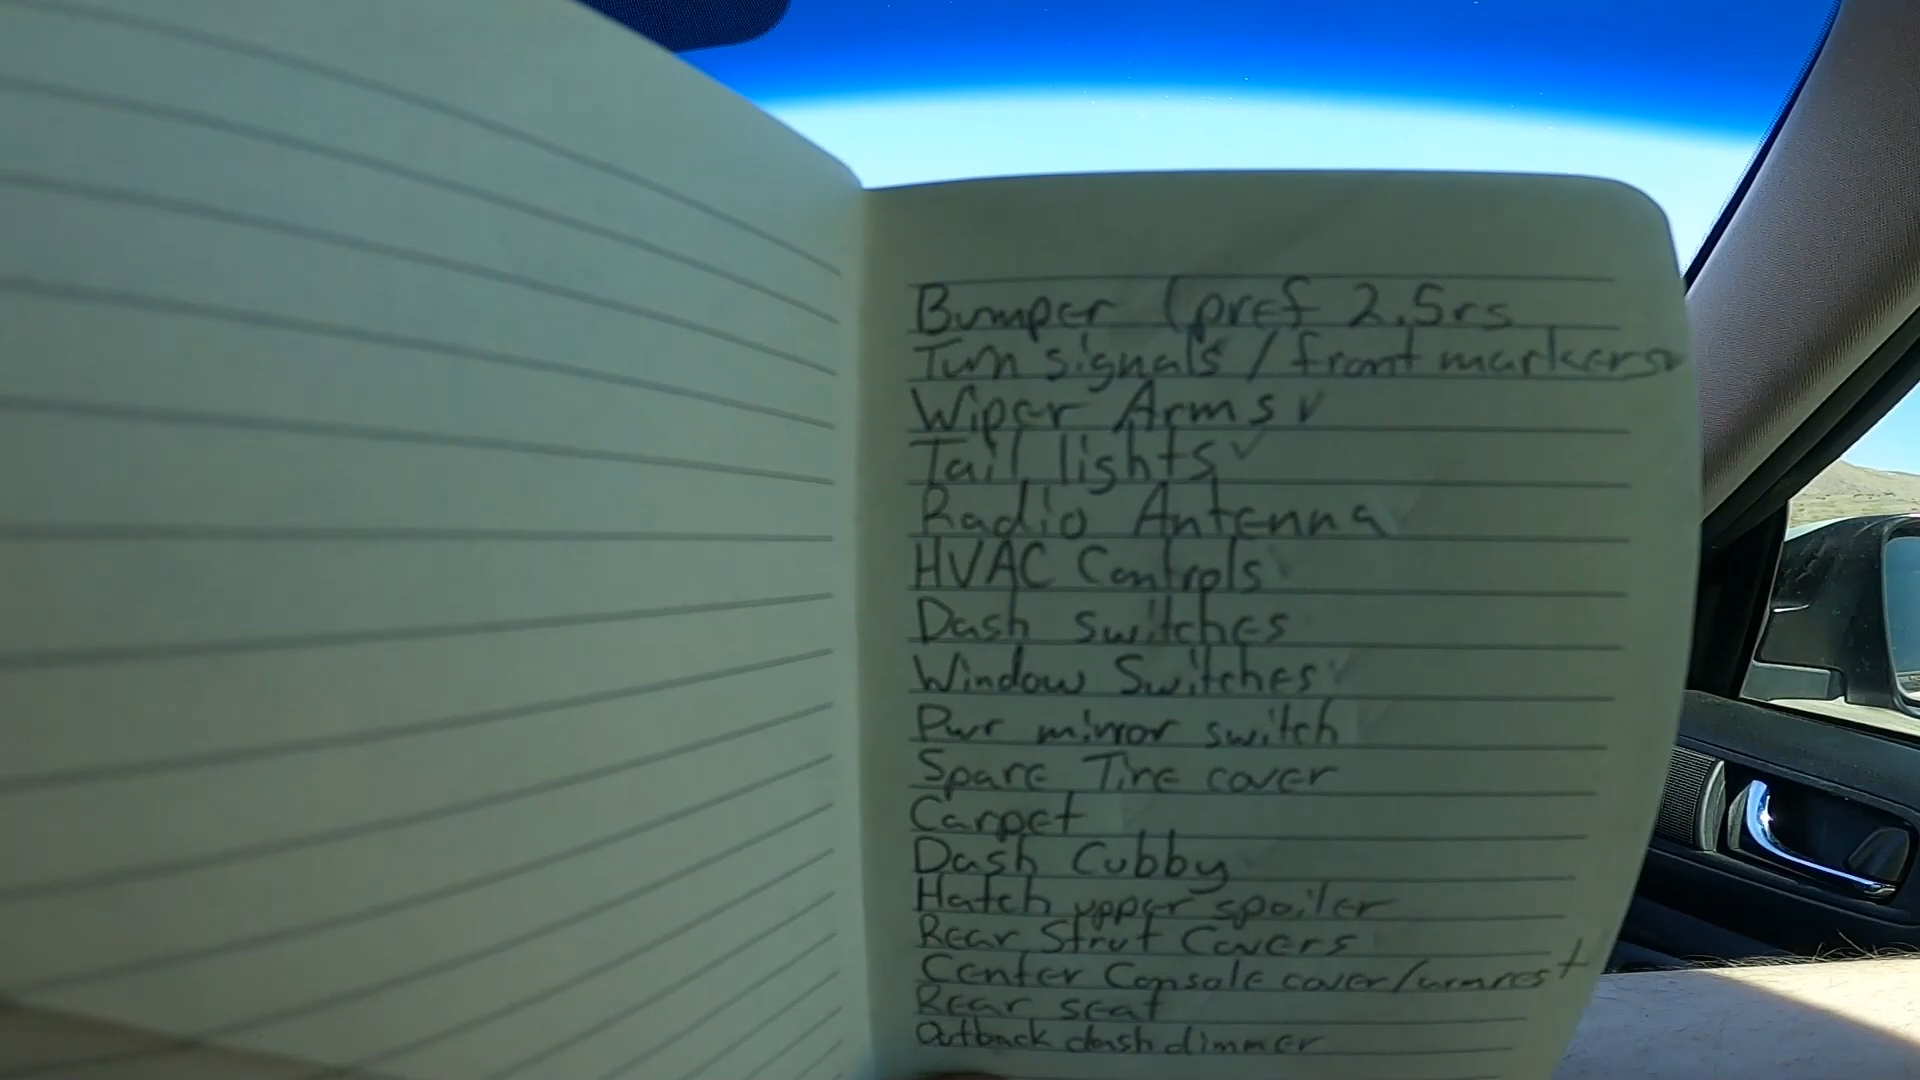 Bumper (pref 2.5rs
Turn signals / front markers ✓
Wiper Arms ✓
Tail lights ✓
Radio Antenna
HVAC Controls ✓
Dash switches
Window Switches ✓
Pwr mirror switch
Spare Tire cover
Carpet
Dash Cubby
Hatch upper spoiler
Rear Strut Covers
Center Console cover/armrest
Rear seat
Outback dash dimmer